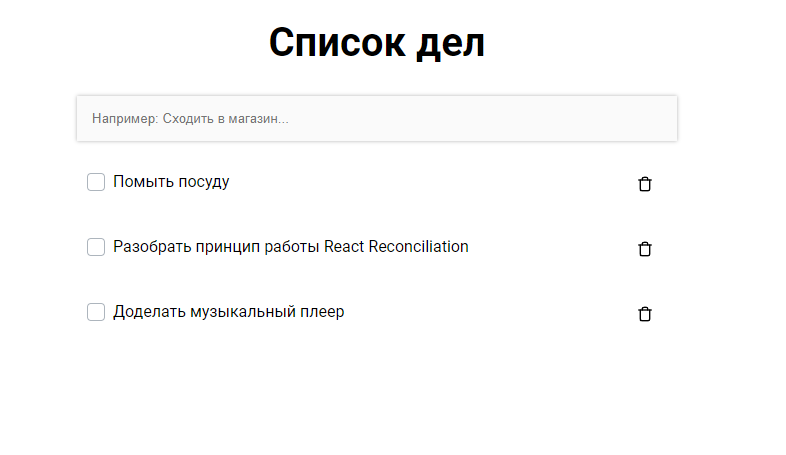 Список дел
Например: Сходить в магазин...
Помыть посуду
Разобрать принцип работы React Reconciliation
Доделать музыкальный плеер